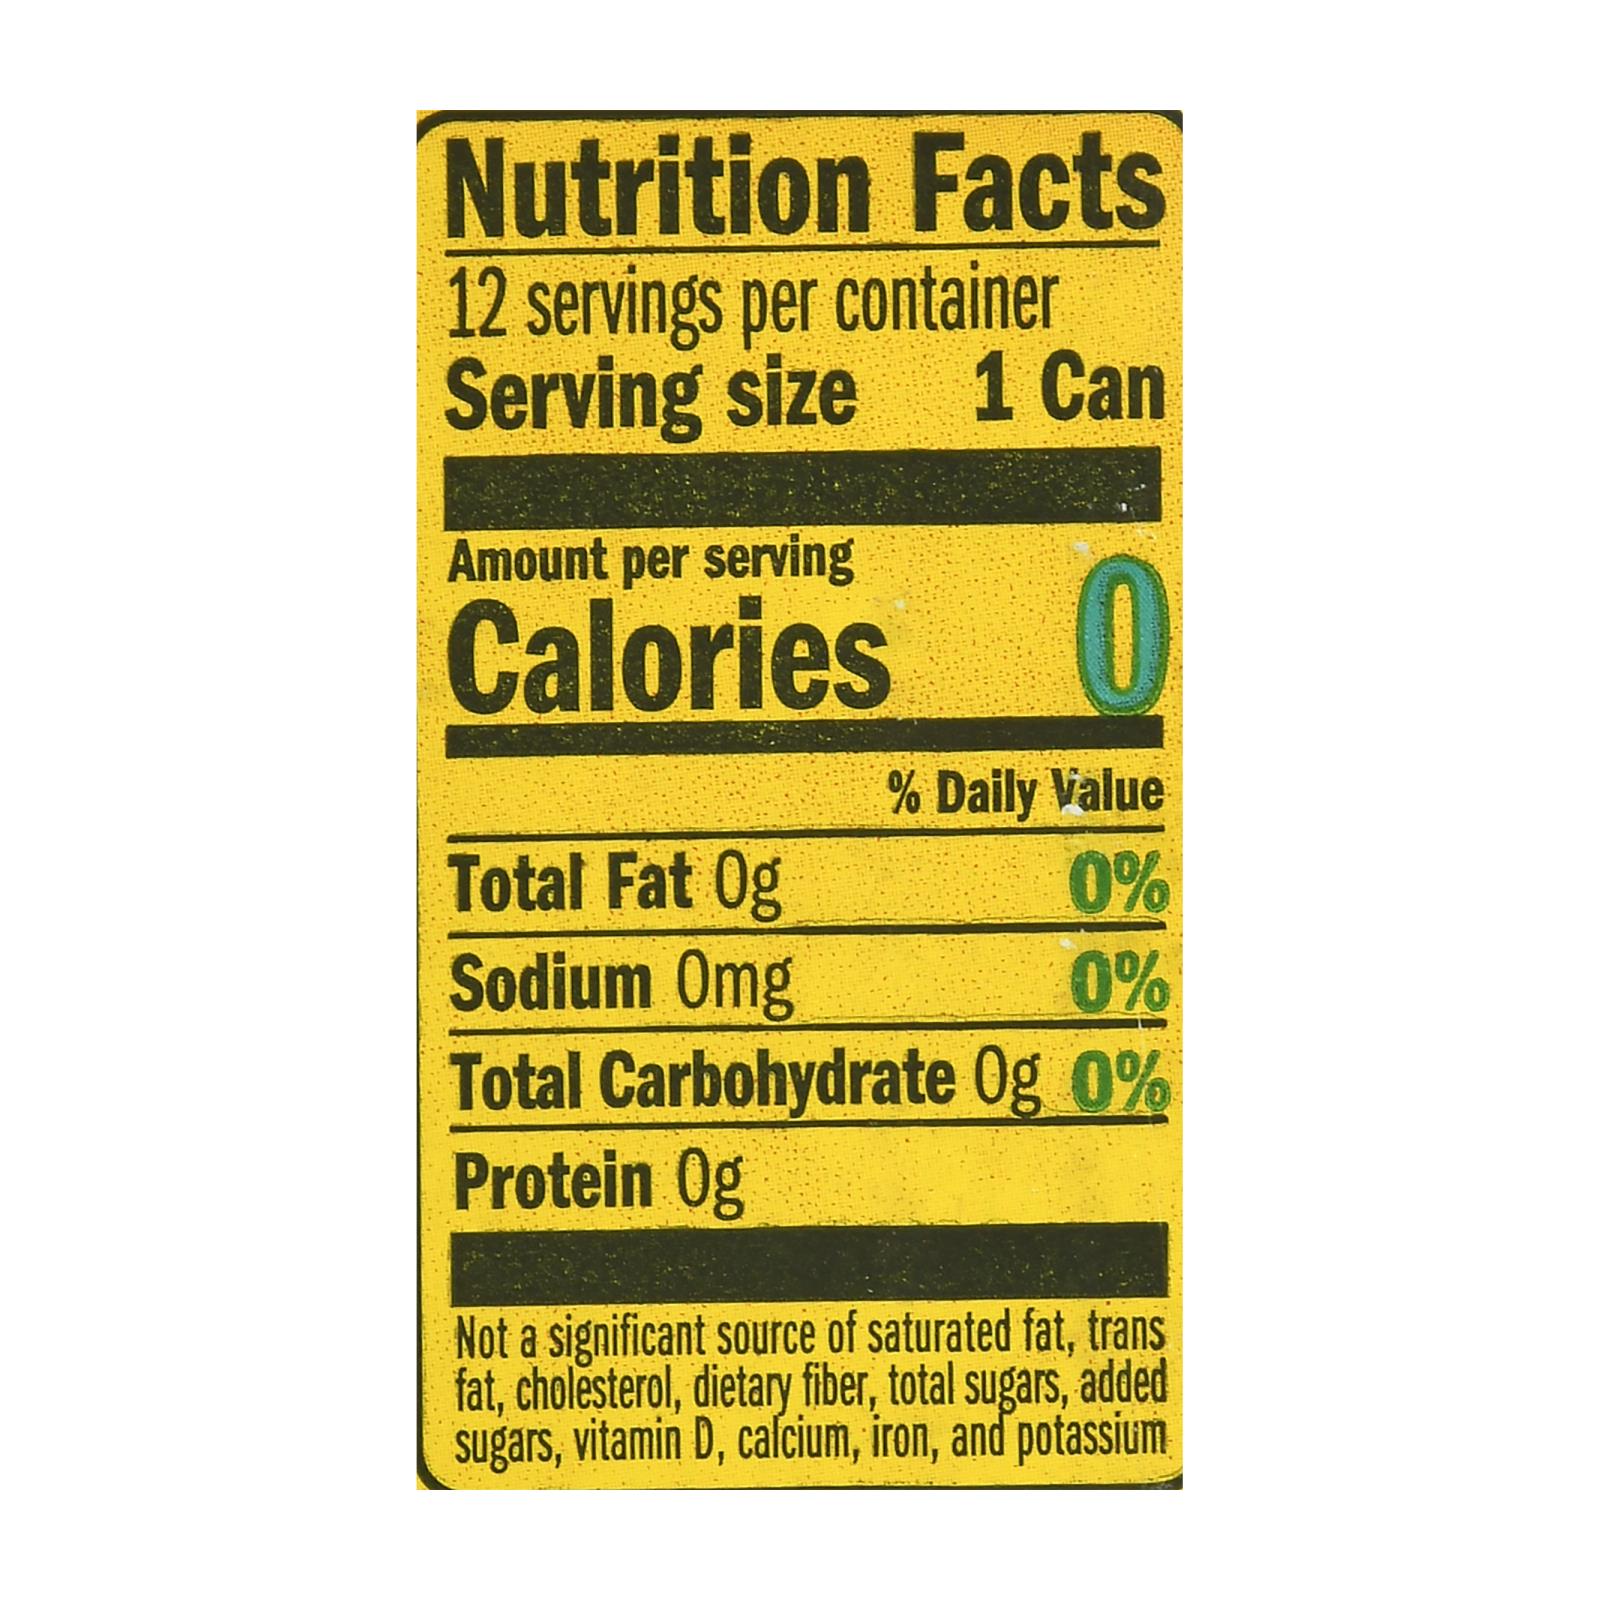 Nutrition Facts
12 servings per container
Serving size 1 Can
Amount per serving
Calories 0
% Daily Value
Total Fat 0g 0%
Sodium 0mg 0%
Total Carbohydrate 0g 0%
Protein 0g
Not a significant source of saturated fat, trans
fat, cholesterol, dietary fiber, total sugars, added
sugars, vitamin D, calcium, iron, and potassium